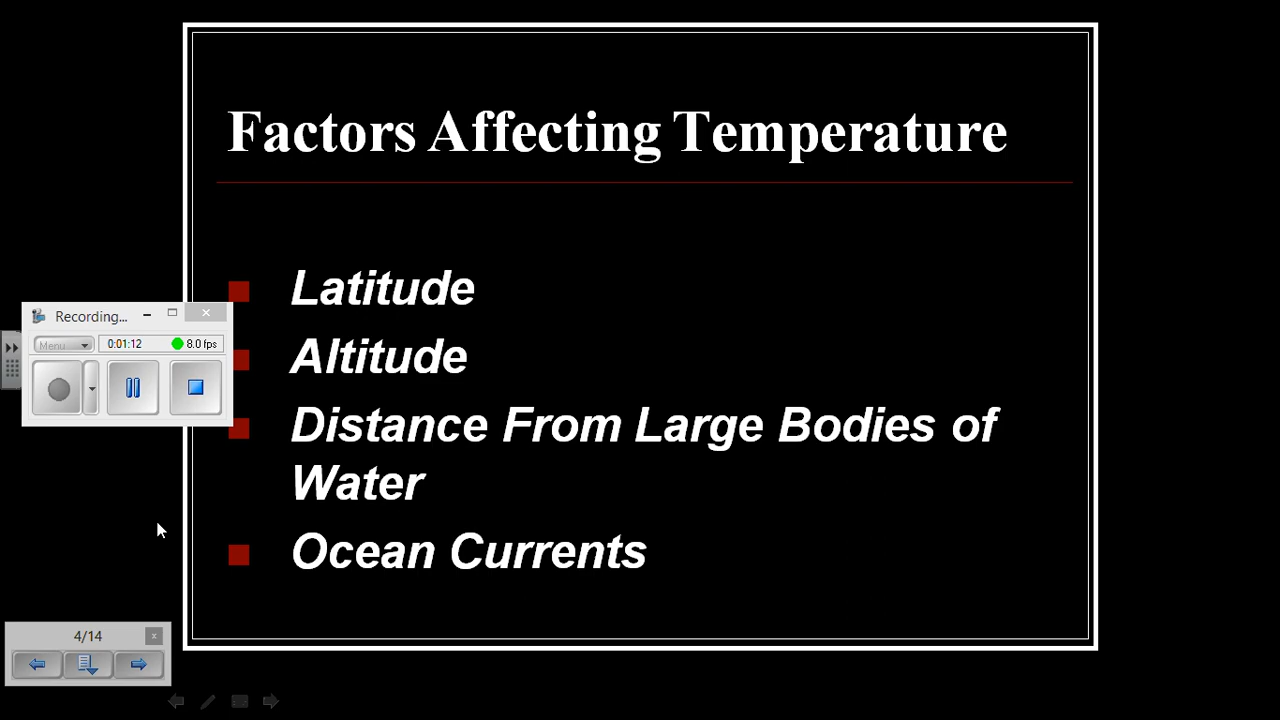 Factors Affecting Temperature
Latitude
Recording...
Menu
0:01:12
8.0 fps
Altitude
Distance From Large Bodies of
Water
Ocean Currents
4/14